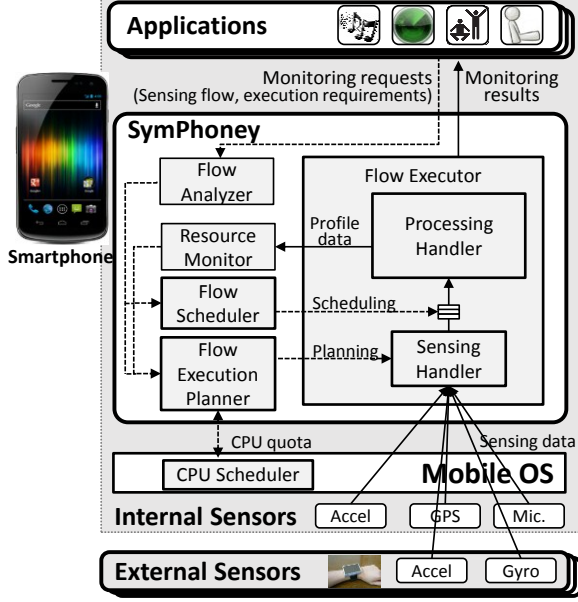 Applications
Monitoring requests
(Sensing flow, execution requirements)
Monitoring
results
SymPhoney
Flow
Analyzer
Flow Executor
Processing
Handler
Profile
data
Resource
Monitor
Flow
Scheduler
Scheduling
Flow
Execution
Planner
Planning
Sensing
Handler
Google
Smartphone
CPU quota
Sensing data
CPU Scheduler
Mobile OS
Internal Sensors
Accel
GPS
Mic.
External Sensors
Accel
Gyro